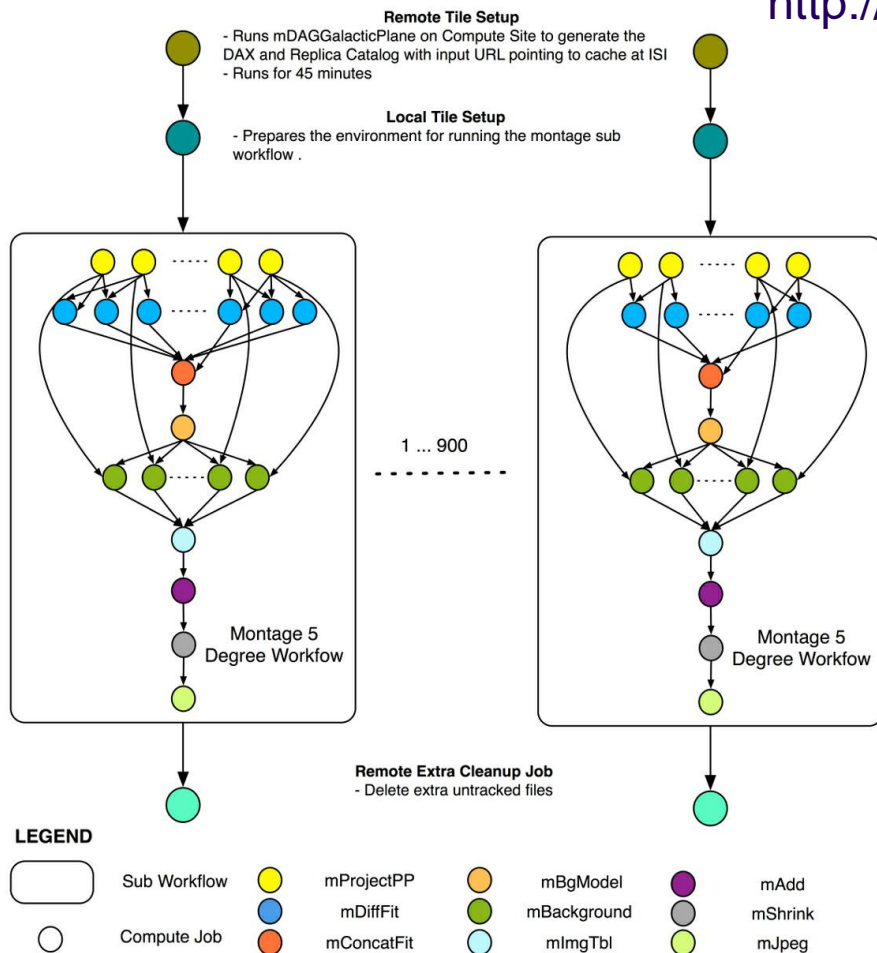 http://
Remote Tile Setup
- Runs mDAGGalacticPlane on Compute Site to generate the
DAX and Replica Catalog with input URL pointing to cache at ISI
- Runs for 45 minutes
Local Tile Setup
- Prepares the environment for running the montage sub
workflow .
1 ... 900
Montage 5
Degree Workfow
Montage 5
Degree Workfow
Remote Extra Cleanup Job
- Delete extra untracked files
LEGEND
Sub Workflow
mProjectPP
mBgModel
mAdd
mDiffFit
mBackground
mShrink
Compute Job
mConcatFit
mImgTbl
mJpeg